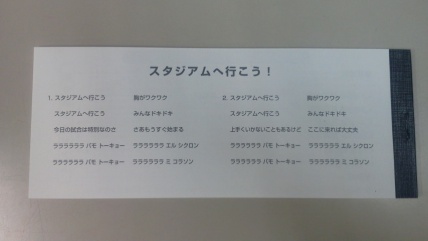 スタジアムへ行こう！
1. スタジアムへ行こう 胸がワクワク
スタジアムへ行こう みんなドキドキ
今日の試合は特別なのさ さあもうすぐ始まる
ララララララ バモ トーキョー ララララララ エル シクロン
ララララララ バモ トーキョー ララララララ ミ コラソン
2. スタジアムへ行こう 胸がワクワク
スタジアムへ行こう みんなドキドキ
上手くいかないこともあるけど ここに来れば大丈夫
ララララララ バモ トーキョー ララララララ エル シクロン
ララララララ バモ トーキョー ララララララ ミ コラソン